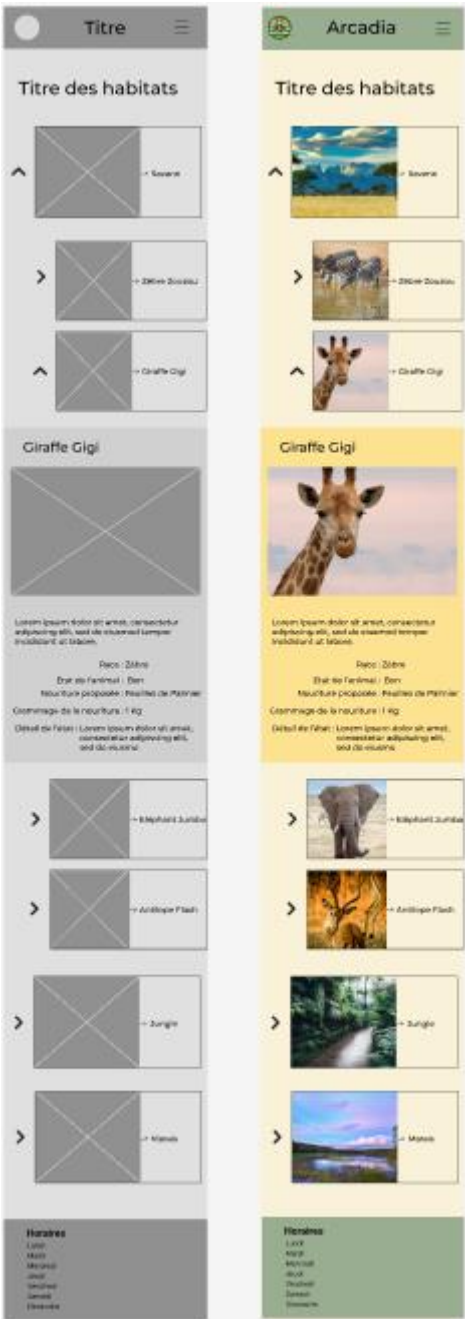 Titre
Titre des habitats
-> Savane
-> Zèbre Zouzou
-> Giraffe Gigi
Giraffe Gigi
Lorem ipsum dolor sit amet, consectetur
adipiscing elit, sed do eiusmod tempor
incididunt ut labore.
Race : Zèbre
Etat de l'animal : Bon
Nourriture proposée : Feuilles de Palmier
Grammage de la nourriture : 1 Kg
Détail de l'état : Lorem ipsum dolor sit amet,
consectetur adipiscing elit,
sed do eiusmo
-> Eléphant Jumbo
-> Antilope Flash
-> Jungle
-> Marais
Horaires
Lundi
Mardi
Mercredi
Jeudi
Vendredi
Samedi
Dimanche
Arcadia
Titre des habitats
-> Savane
-> Zèbre Zouzou
-> Giraffe Gigi
Giraffe Gigi
Lorem ipsum dolor sit amet, consectetur
adipiscing elit, sed do eiusmod tempor
incididunt ut labore.
Race : Zèbre
Etat de l'animal : Bon
Nourriture proposée : Feuilles de Palmier
Grammage de la nourriture : 1 Kg
Détail de l'état : Lorem ipsum dolor sit amet,
consectetur adipiscing elit,
sed do eiusmo
-> Eléphant Jumbo
-> Antilope Flash
-> Jungle
-> Marais
Horaires
Lundi
Mardi
Mercredi
Jeudi
Vendredi
Samedi
Dimanche